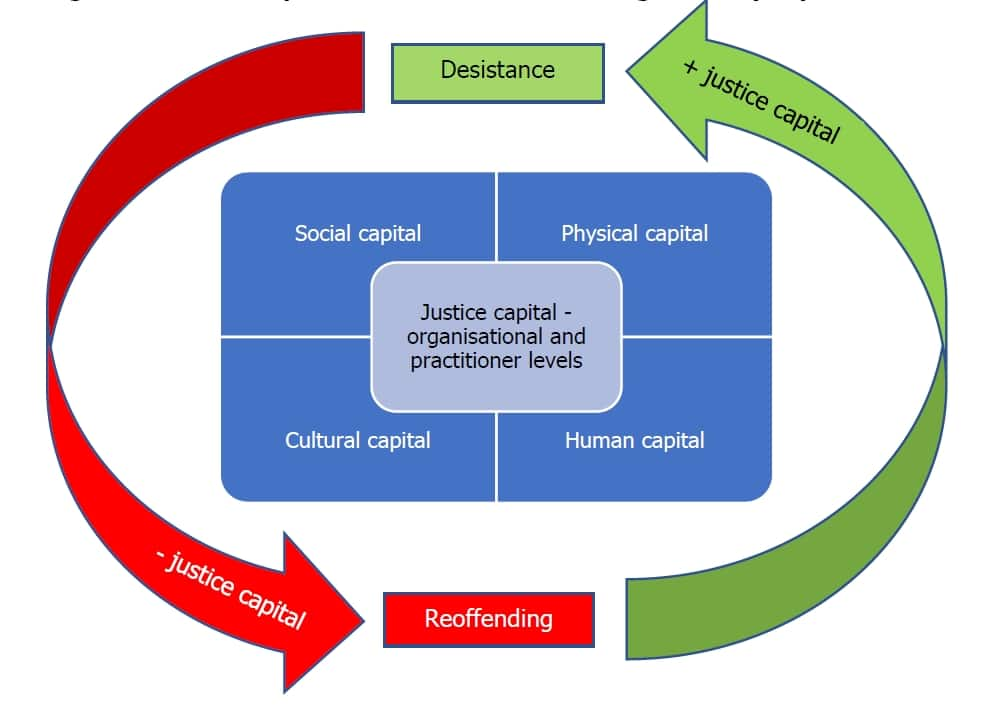 Desistance
+ justice capital
Social capital
Physical capital
Justice capital -
organisational and
practitioner levels
Cultural capital
Human capital
- justice capital
Reoffending